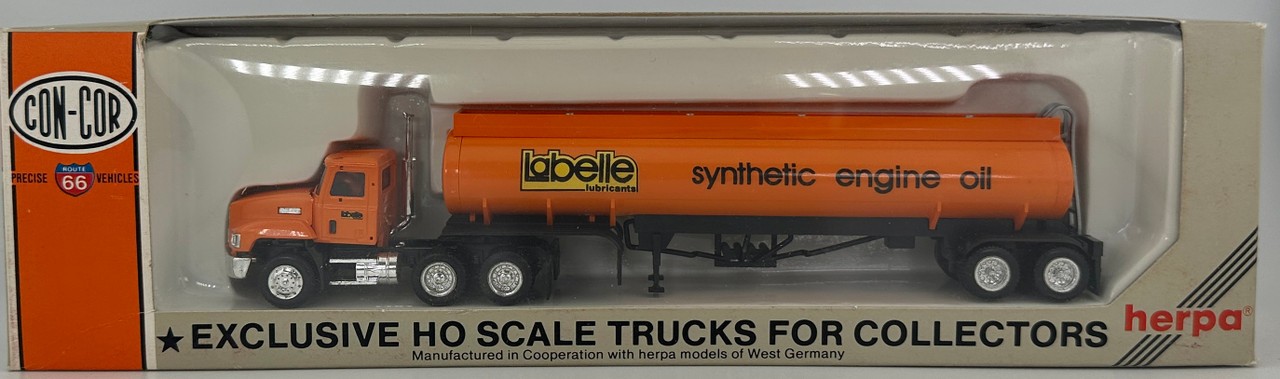 CON-COR
PRECISE ROUTE 66 VEHICLES
labelle
lubricants
synthetic engine oil
labelle
★ EXCLUSIVE HO SCALE TRUCKS FOR COLLECTORS
Manufactured in Cooperation with herpa models of West Germany
herpa®